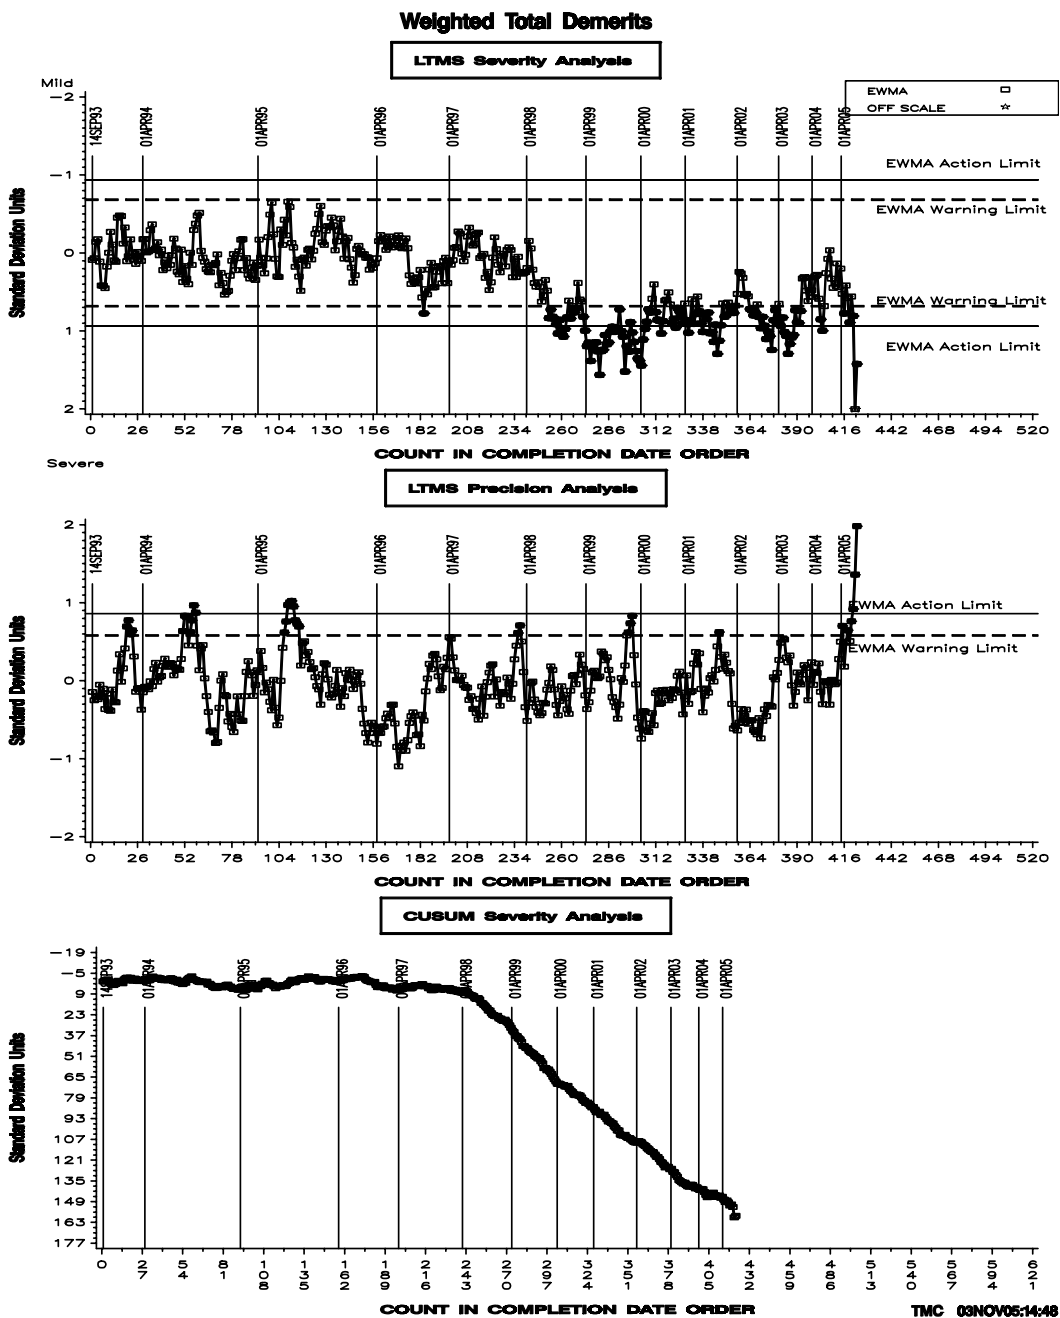 Weighted Total Demerits
LTMS Severity Analysis
Mild
EWMA
OFF SCALE
14SEP93 01APR94 01APR95 01APR96 01APR97 01APR98 01APR99 01APR00 01APR01 01APR02 01APR03 01APR04 01APR05
-2
-1
0
1
2
Standard Deviation Units
EWMA Action Limit
EWMA Warning Limit
EWMA Warning Limit
EWMA Action Limit
0 26 52 78 104 130 156 182 208 234 260 286 312 338 364 390 416 442 468 494 520
COUNT IN COMPLETION DATE ORDER
Severe
LTMS Precision Analysis
14SEP93 01APR94 01APR95 01APR96 01APR97 01APR98 01APR99 01APR00 01APR01 01APR02 01APR03 01APR04 01APR05
2
1
0
-1
-2
Standard Deviation Units
EWMA Action Limit
EWMA Warning Limit
0 26 52 78 104 130 156 182 208 234 260 286 312 338 364 390 416 442 468 494 520
COUNT IN COMPLETION DATE ORDER
CUSUM Severity Analysis
14SEP93 01APR94 01APR95 01APR96 01APR97 01APR98 01APR99 01APR00 01APR01 01APR02 01APR03 01APR04 01APR05
-19
-5
9
23
37
51
65
79
93
107
121
135
149
163
177
Standard Deviation Units
0 27 54 81 108 135 162 189 216 243 270 297 324 351 378 405 432 459 486 513 540 567 594 621
COUNT IN COMPLETION DATE ORDER
TMC 03NOV05:14:48